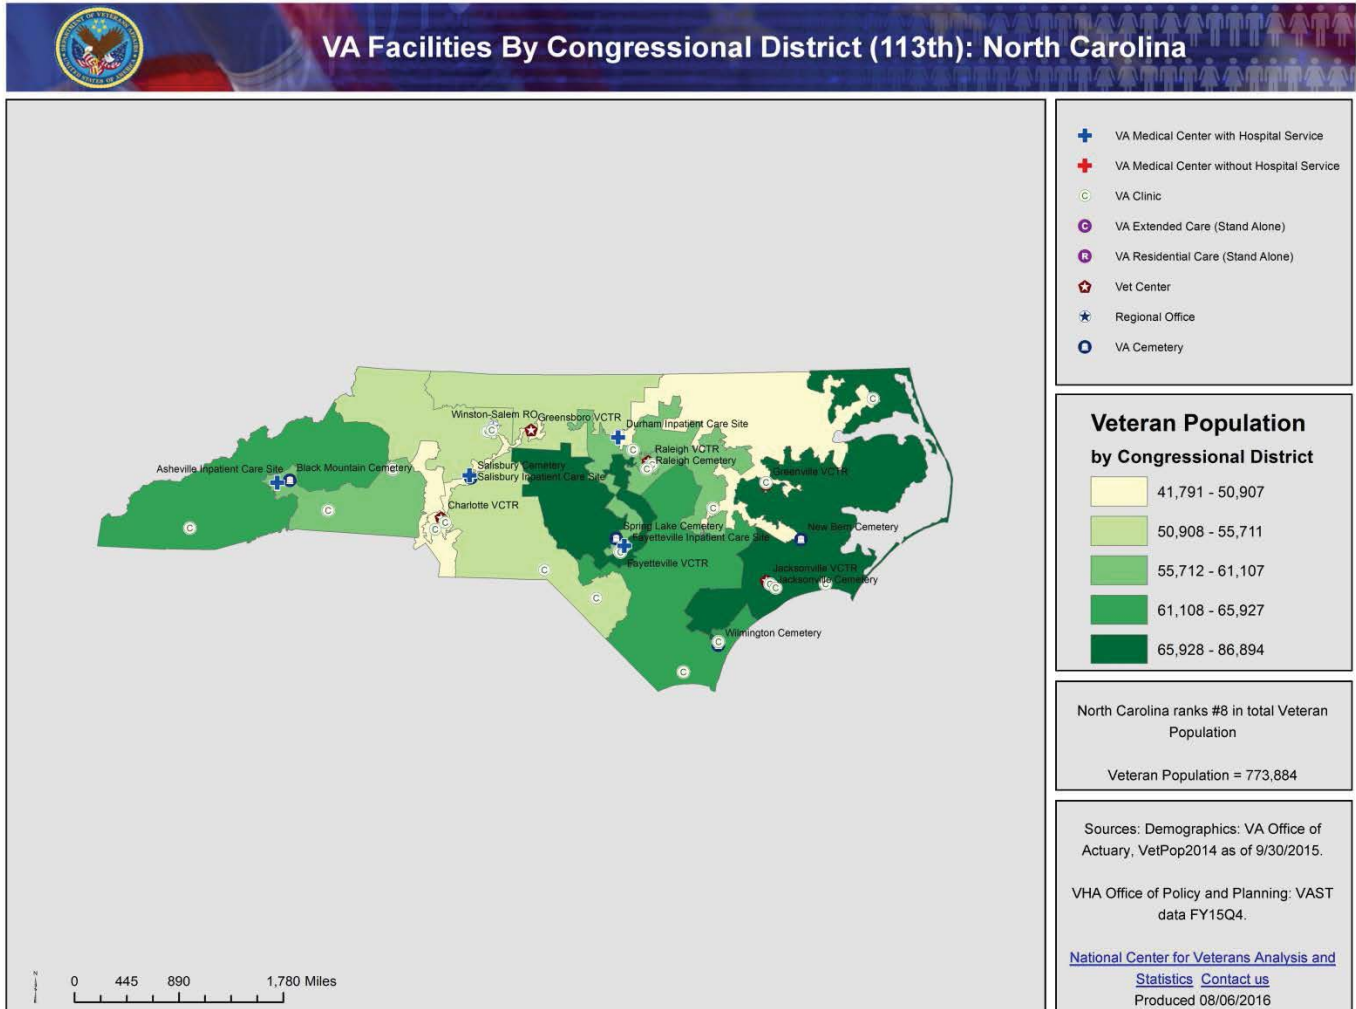 VA Facilities By Congressional District (113th): North Carolina
VA Medical Center with Hospital Service
VA Medical Center without Hospital Service
C VA Clinic
C VA Extended Care (Stand Alone)
R VA Residential Care (Stand Alone)
Vet Center
Regional Office
VA Cemetery
Winston-Salem RO
Greensboro VCTR
Durham Inpatient Care Site
Raleigh VCTR
Raleigh Cemetery
Asheville Inpatient Care Site
Black Mountain Cemetery
Salisbury Cemetery
Salisbury Inpatient Care Site
Greenville VCTR
Charlotte VCTR
Spring Lake Cemetery
Fayetteville Inpatient Care Site
New Bern Cemetery
Fayetteville VCTR
Jacksonville VCTR
Jacksonville Cemetery
Wilmington Cemetery
N
0 445 890 1,780 Miles
Veteran Population
by Congressional District
41,791 - 50,907
50,908 - 55,711
55,712 - 61,107
61,108 - 65,927
65,928 - 86,894
North Carolina ranks #8 in total Veteran
Population
Veteran Population = 773,884
Sources: Demographics: VA Office of
Actuary, VetPop2014 as of 9/30/2015.
VHA Office of Policy and Planning: VAST
data FY15Q4.
National Center for Veterans Analysis and
Statistics Contact us
Produced 08/06/2016